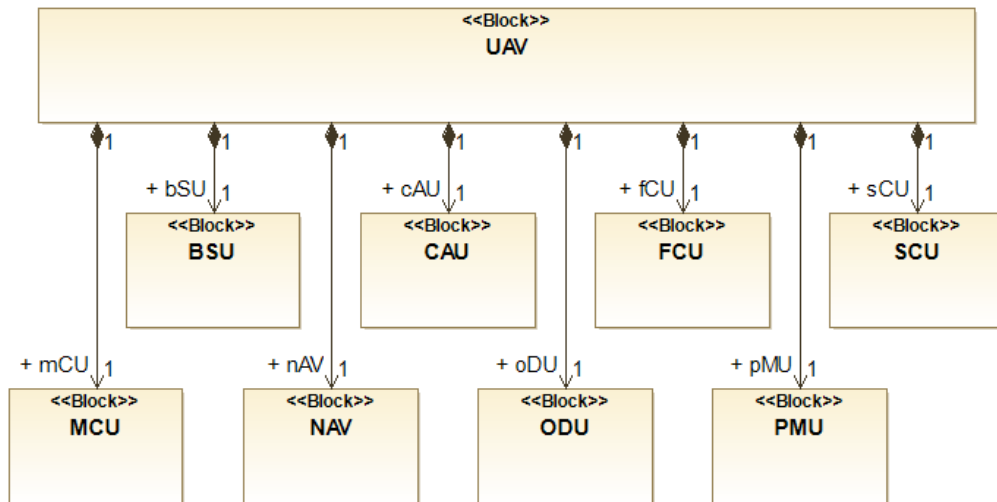 <<Block>>
UAV
1 1 1 1 1 1 1 1
+ bSU 1 + cAU 1 + fCU 1 + sCU 1
<<Block>> <<Block>> <<Block>> <<Block>>
BSU CAU FCU SCU
+ mCU 1 + nAV 1 + oDU 1 + pMU 1
<<Block>> <<Block>> <<Block>> <<Block>>
MCU NAV ODU PMU